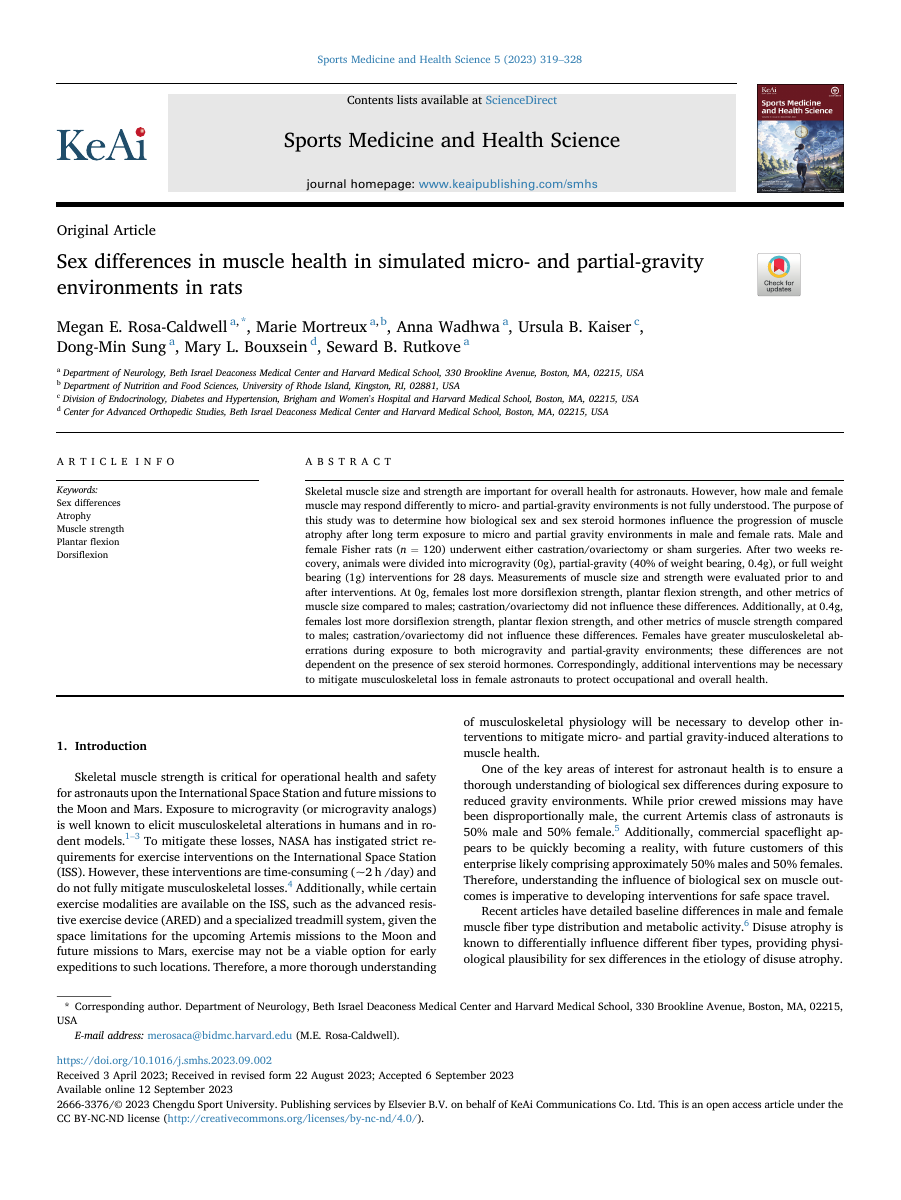 Sports Medicine and Health Science 5 (2023) 319–328
Contents lists available at ScienceDirect
Sports Medicine and Health Science
journal homepage: www.keaipublishing.com/smhs
KeAi
KeAi
Sports Medicine
and Health Science
Original Article
Sex differences in muscle health in simulated micro- and partial-gravity
environments in rats
Check for
updates
Megan E. Rosa-Caldwell a,*, Marie Mortreux a,b, Anna Wadhwa a, Ursula B. Kaiser c,
Dong-Min Sung a, Mary L. Bouxsein d, Seward B. Rutkove a
a Department of Neurology, Beth Israel Deaconess Medical Center and Harvard Medical School, 330 Brookline Avenue, Boston, MA, 02215, USA
b Department of Nutrition and Food Sciences, University of Rhode Island, Kingston, RI, 02881, USA
c Division of Endocrinology, Diabetes and Hypertension, Brigham and Women's Hospital and Harvard Medical School, Boston, MA, 02215, USA
d Center for Advanced Orthopedic Studies, Beth Israel Deaconess Medical Center and Harvard Medical School, Boston, MA, 02215, USA
ARTICLE INFO
Keywords:
Sex differences
Atrophy
Muscle strength
Plantar flexion
Dorsiflexion
ABSTRACT
Skeletal muscle size and strength are important for overall health for astronauts. However, how male and female
muscle may respond differently to micro- and partial-gravity environments is not fully understood. The purpose of
this study was to determine how biological sex and sex steroid hormones influence the progression of muscle
atrophy after long term exposure to micro and partial gravity environments in male and female rats. Male and
female Fisher rats (n = 120) underwent either castration/ovariectomy or sham surgeries. After two weeks re-
covery, animals were divided into microgravity (0g), partial-gravity (40% of weight bearing, 0.4g), or full weight
bearing (1g) interventions for 28 days. Measurements of muscle size and strength were evaluated prior to and
after interventions. At 0g, females lost more dorsiflexion strength, plantar flexion strength, and other metrics of
muscle size compared to males; castration/ovariectomy did not influence these differences. Additionally, at 0.4g,
females lost more dorsiflexion strength, plantar flexion strength, and other metrics of muscle strength compared
to males; castration/ovariectomy did not influence these differences. Females have greater musculoskeletal ab-
errations during exposure to both microgravity and partial-gravity environments; these differences are not
dependent on the presence of sex steroid hormones. Correspondingly, additional interventions may be necessary
to mitigate musculoskeletal loss in female astronauts to protect occupational and overall health.
1. Introduction
Skeletal muscle strength is critical for operational health and safety
for astronauts upon the International Space Station and future missions to
the Moon and Mars. Exposure to microgravity (or microgravity analogs)
is well known to elicit musculoskeletal alterations in humans and in ro-
dent models.1–3 To mitigate these losses, NASA has instigated strict re-
quirements for exercise interventions on the International Space Station
(ISS). However, these interventions are time-consuming (~2 h /day) and
do not fully mitigate musculoskeletal losses.4 Additionally, while certain
exercise modalities are available on the ISS, such as the advanced resis-
tive exercise device (ARED) and a specialized treadmill system, given the
space limitations for the upcoming Artemis missions to the Moon and
future missions to Mars, exercise may not be a viable option for early
expeditions to such locations. Therefore, a more thorough understanding
of musculoskeletal physiology will be necessary to develop other in-
terventions to mitigate micro- and partial gravity-induced alterations to
muscle health.
One of the key areas of interest for astronaut health is to ensure a
thorough understanding of biological sex differences during exposure to
reduced gravity environments. While prior crewed missions may have
been disproportionally male, the current Artemis class of astronauts is
50% male and 50% female.5 Additionally, commercial spaceflight ap-
pears to be quickly becoming a reality, with future customers of this
enterprise likely comprising approximately 50% males and 50% females.
Therefore, understanding the influence of biological sex on muscle out-
comes is imperative to developing interventions for safe space travel.
Recent articles have detailed baseline differences in male and female
muscle fiber type distribution and metabolic activity.6 Disuse atrophy is
known to differentially influence different fiber types, providing physi-
ological plausibility for sex differences in the etiology of disuse atrophy.
* Corresponding author. Department of Neurology, Beth Israel Deaconess Medical Center and Harvard Medical School, 330 Brookline Avenue, Boston, MA, 02215,
USA
E-mail address: merosaca@bidmc.harvard.edu (M.E. Rosa-Caldwell).
https://doi.org/10.1016/j.smhs.2023.09.002
Received 3 April 2023; Received in revised form 22 August 2023; Accepted 6 September 2023
Available online 12 September 2023
2666-3376/© 2023 Chengdu Sport University. Publishing services by Elsevier B.V. on behalf of KeAi Communications Co. Ltd. This is an open access article under the
CC BY-NC-ND license (http://creativecommons.org/licenses/by-nc-nd/4.0/).